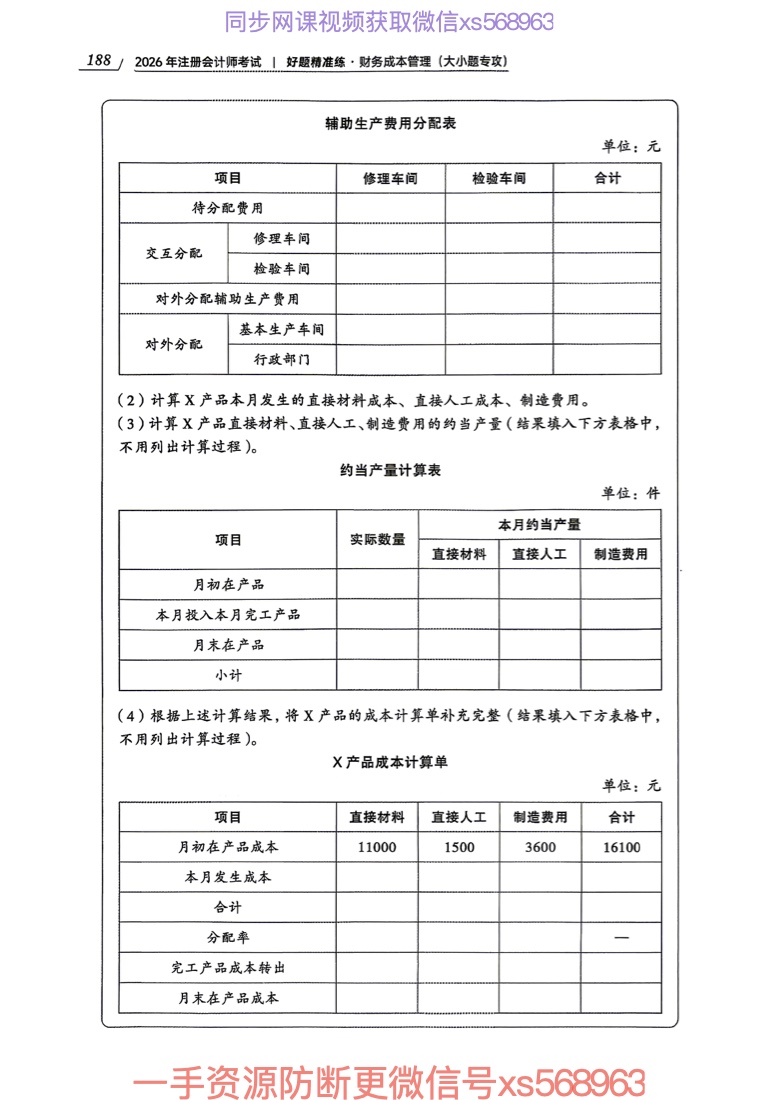 同步网课视频获取微信xs568963
188 / 2026 年注册会计师考试 | 好题精准练·财务成本管理(大小题专攻)
辅助生产费用分配表
单位:元
项目 修理车间 检验车间 合计
待分配费用
交互分配 修理车间
检验车间
对外分配辅助生产费用
对外分配 基本生产车间
行政部门
(2)计算 X 产品本月发生的直接材料成本、直接人工成本、制造费用。
(3)计算 X 产品直接材料、直接人工、制造费用的约当产量(结果填入下方表格中,
不用列出计算过程)。
约当产量计算表
单位:件
项目 实际数量 本月约当产量
直接材料 直接人工 制造费用
月初在产品
本月投入本月完工产品
月末在产品
小计
(4)根据上述计算结果,将 X 产品的成本计算单补充完整(结果填入下方表格中,
不用列出计算过程)。
X 产品成本计算单
单位:元
项目 直接材料 直接人工 制造费用 合计
月初在产品成本 11000 1500 3600 16100
本月发生成本
合计
分配率 —
完工产品成本转出
月末在产品成本
一手资源防断更微信号xs568963